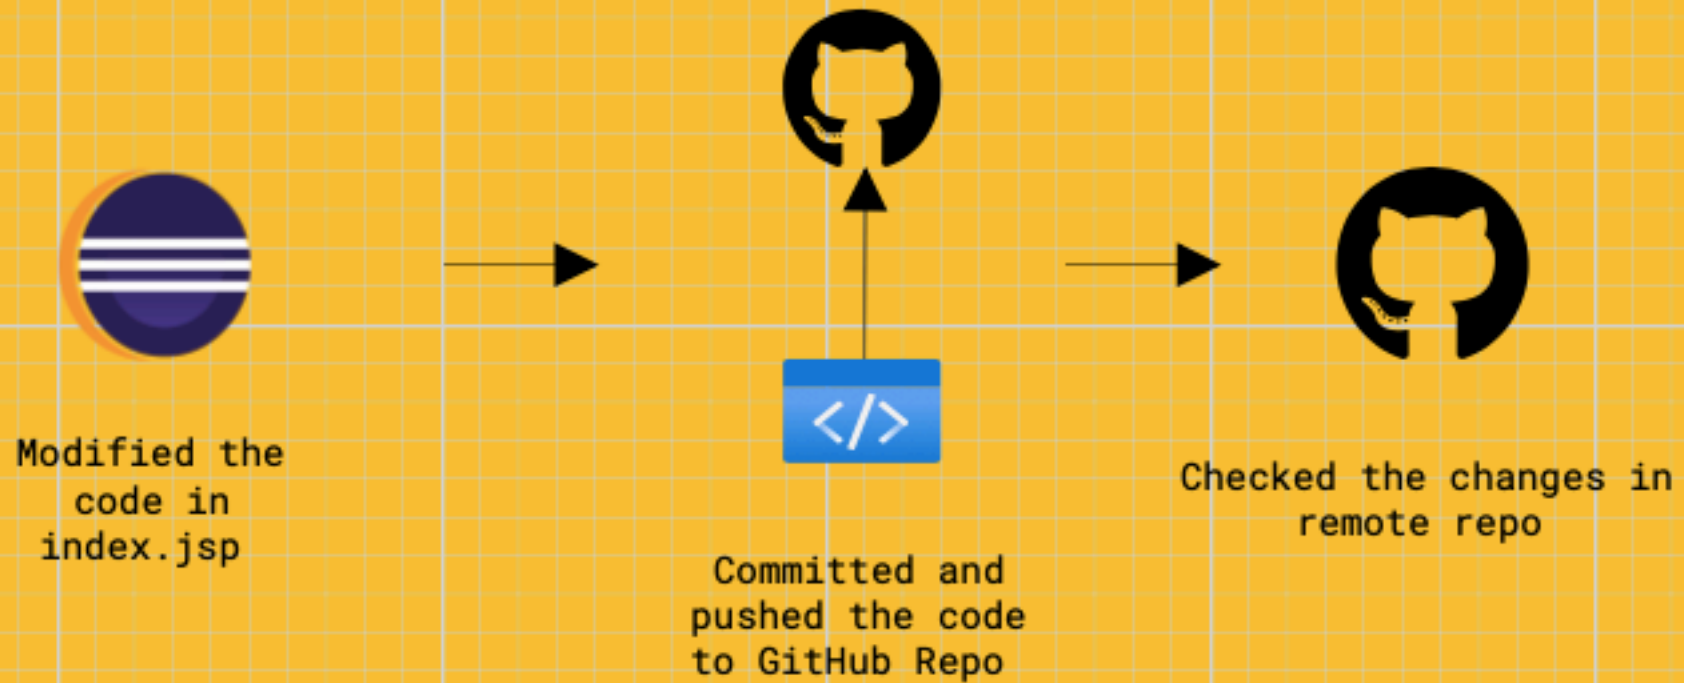 Modified the
code in
index.jsp
</>
Committed and
pushed the code
to GitHub Repo
Checked the changes in
remote repo